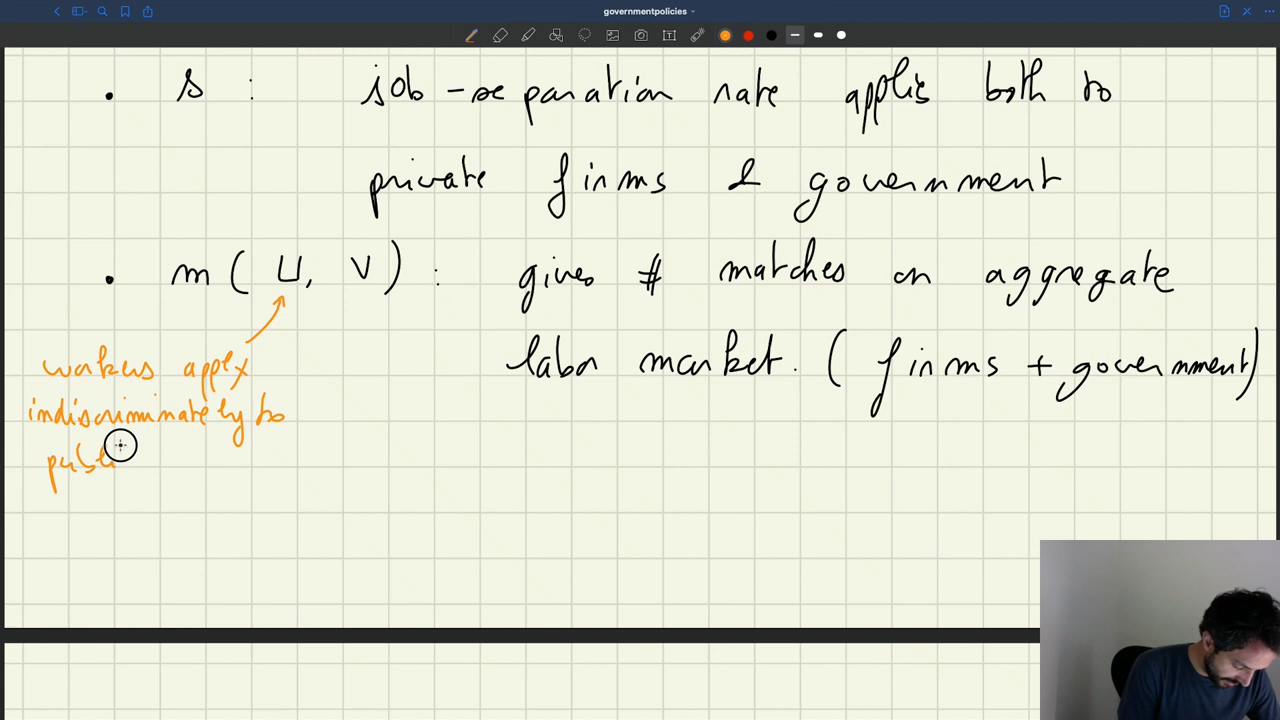 governmentpolicies
• s : job-separation rate applies both to
private firms & government
• m ( U, V ) : gives # matches on aggregate
labor market. ( firms + government )
workers apply
indiscriminately to